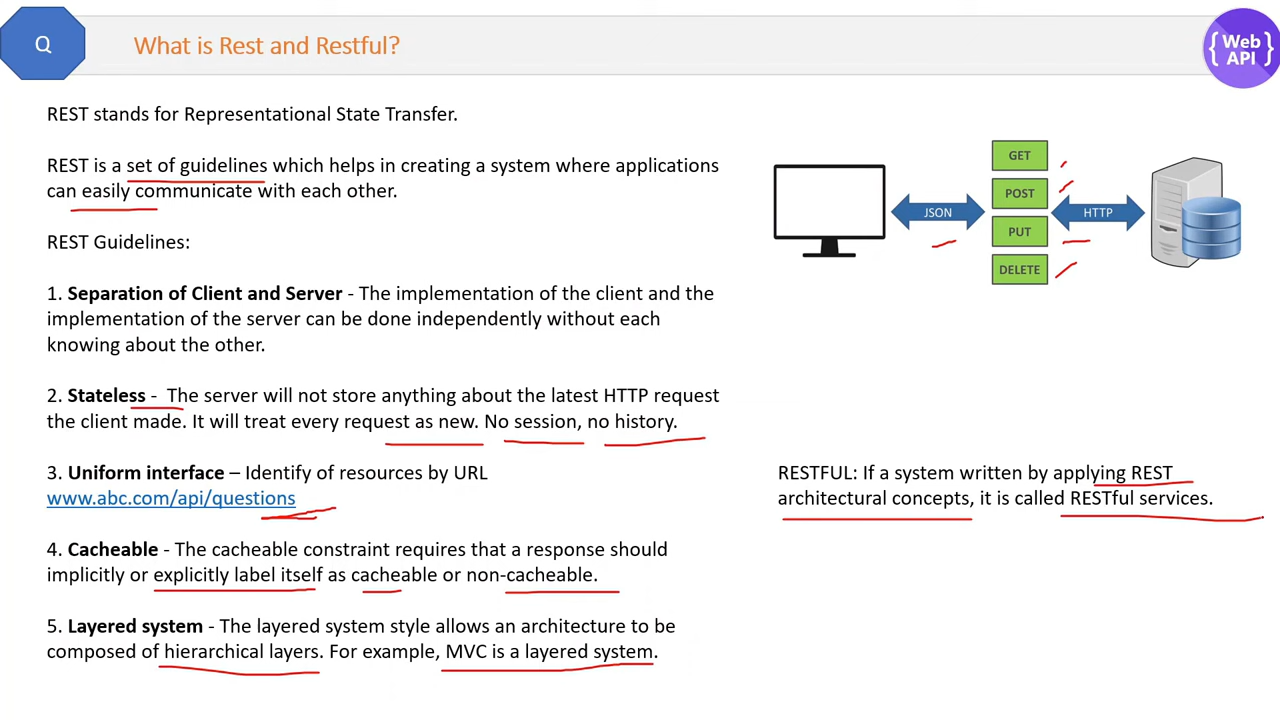 Q
What is Rest and Restful?
{ Web }
API
REST stands for Representational State Transfer.
REST is a set of guidelines which helps in creating a system where applications
can easily communicate with each other.
REST Guidelines:
1. Separation of Client and Server - The implementation of the client and the
implementation of the server can be done independently without each
knowing about the other.
2. Stateless - The server will not store anything about the latest HTTP request
the client made. It will treat every request as new. No session, no history.
3. Uniform interface – Identify of resources by URL
www.abc.com/api/questions
4. Cacheable - The cacheable constraint requires that a response should
implicitly or explicitly label itself as cacheable or non-cacheable.
5. Layered system - The layered system style allows an architecture to be
composed of hierarchical layers. For example, MVC is a layered system.
GET
POST
JSON
HTTP
PUT
DELETE
RESTFUL: If a system written by applying REST
architectural concepts, it is called RESTful services.